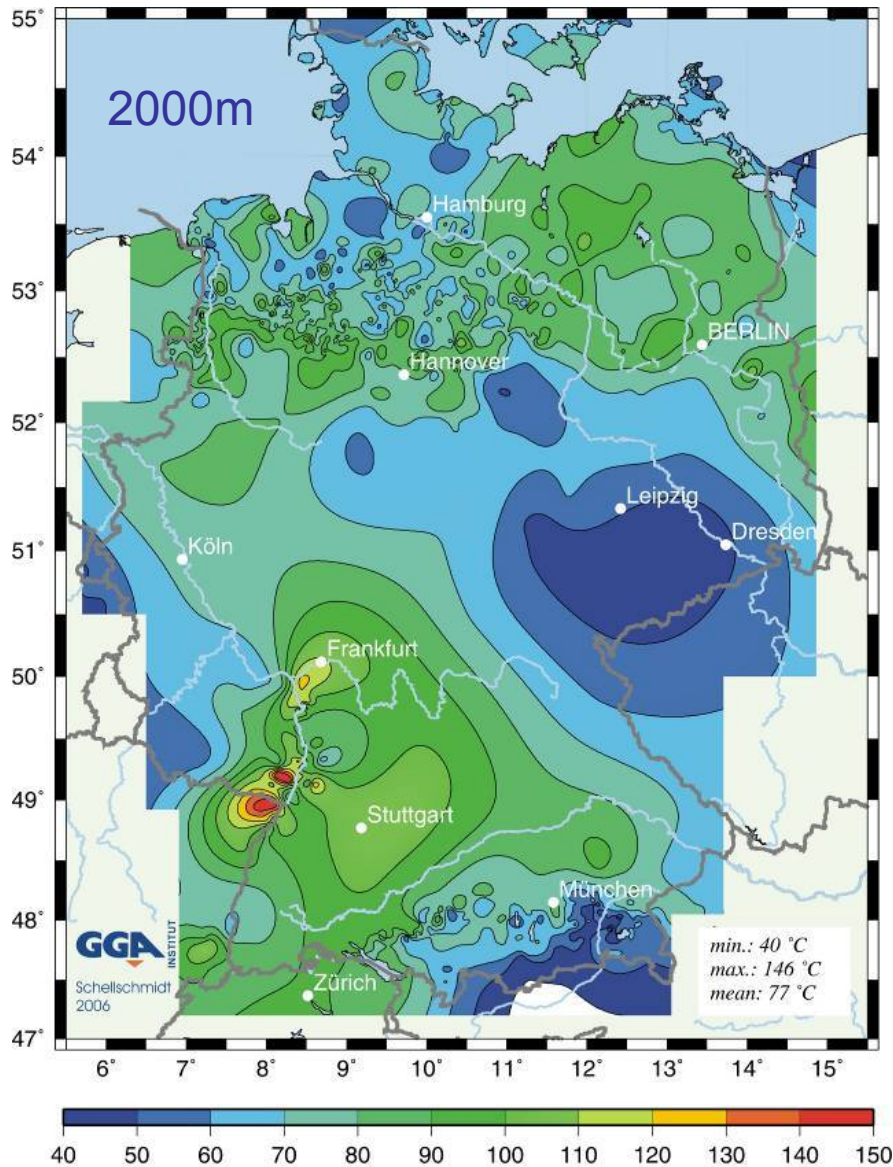 2000m
55°
54°
53°
52°
51°
50°
49°
48°
47°
Hamburg
BERLIN
Hannover
Leipzig
Dresden
Köln
Frankfurt
Stuttgart
München
Zürich
GGA INSTITUT
Schellschmidt
2006
min.: 40 °C
max.: 146 °C
mean: 77 °C
6° 7° 8° 9° 10° 11° 12° 13° 14° 15°
40 50 60 70 80 90 100 110 120 130 140 150